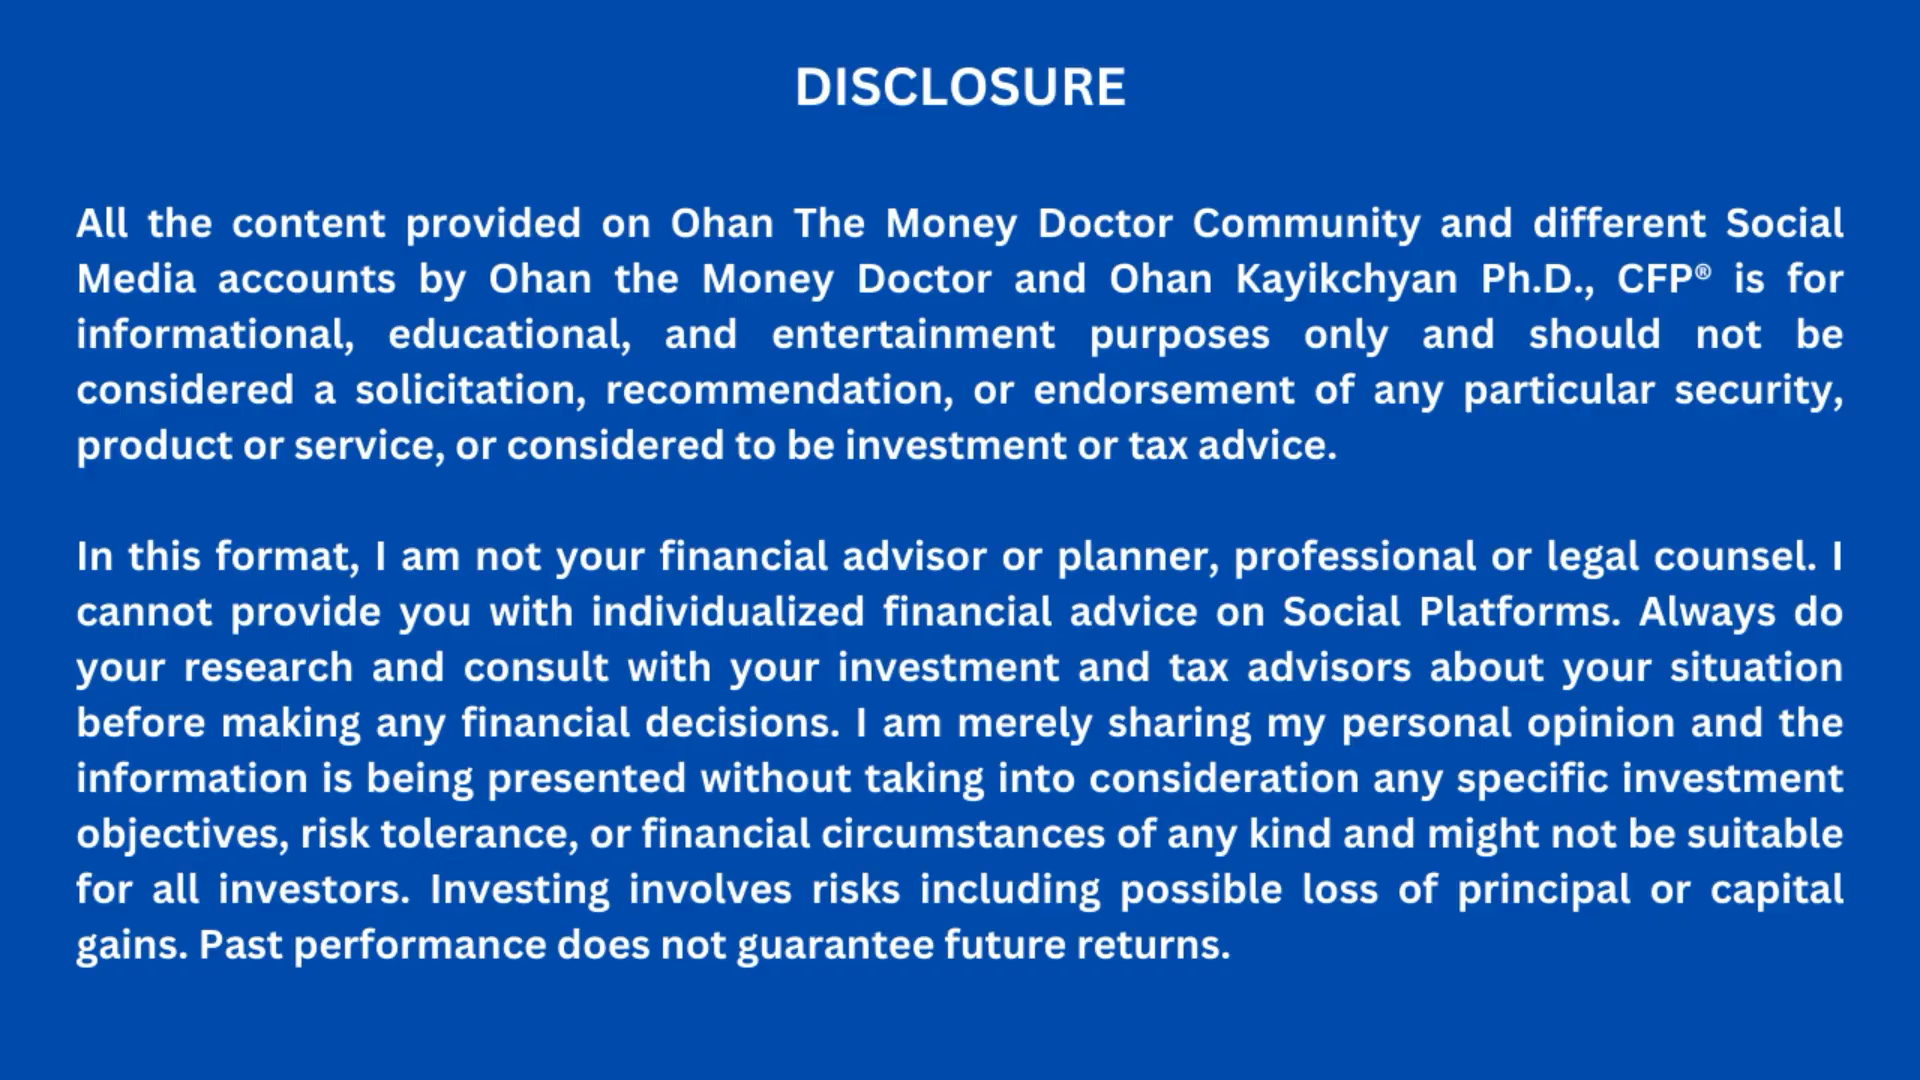 DISCLOSURE
All the content provided on Ohan The Money Doctor Community and different Social
Media accounts by Ohan the Money Doctor and Ohan Kayikchyan Ph.D., CFP® is for
informational, educational, and entertainment purposes only and should not be
considered a solicitation, recommendation, or endorsement of any particular security,
product or service, or considered to be investment or tax advice.
In this format, I am not your financial advisor or planner, professional or legal counsel. I
cannot provide you with individualized financial advice on Social Platforms. Always do
your research and consult with your investment and tax advisors about your situation
before making any financial decisions. I am merely sharing my personal opinion and the
information is being presented without taking into consideration any specific investment
objectives, risk tolerance, or financial circumstances of any kind and might not be suitable
for all investors. Investing involves risks including possible loss of principal or capital
gains. Past performance does not guarantee future returns.